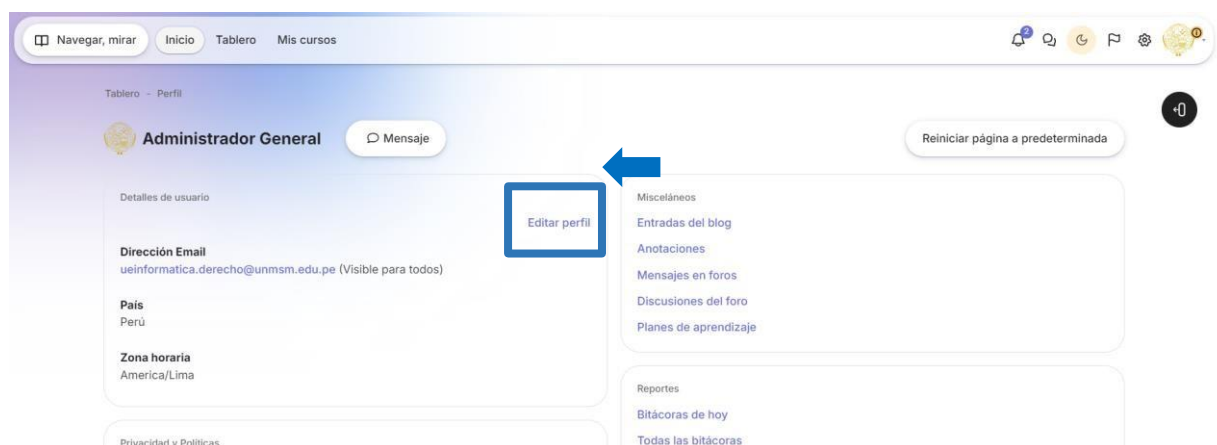 Navegar, mirar Inicio Tablero Mis cursos
2
Tablero - Perfil
Administrador General Mensaje
Reiniciar página a predeterminada
Detalles de usuario
Editar perfil
Dirección Email
ueinformatica.derecho@unmsm.edu.pe (Visible para todos)
País
Perú
Zona horaria
America/Lima
Privacidad y Políticas
Misceláneos
Entradas del blog
Anotaciones
Mensajes en foros
Discusiones del foro
Planes de aprendizaje
Reportes
Bitácoras de hoy
Todas las bitácoras